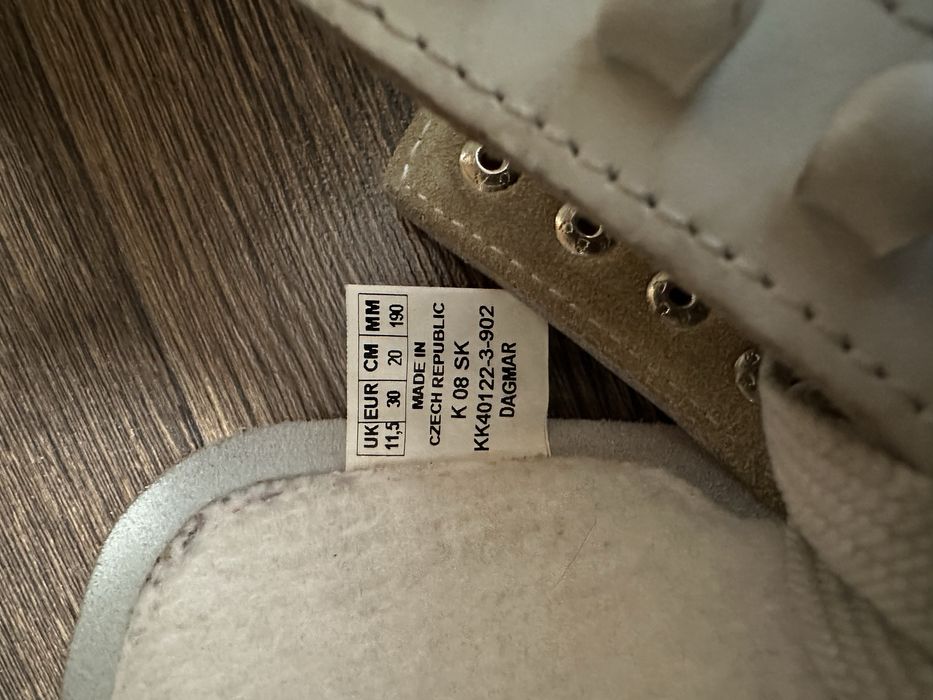 UK EUR CM MM
11,5 30 20 190
MADE IN
CZECH REPUBLIC
K 08 SK
KK40122-3-902
DAGMAR